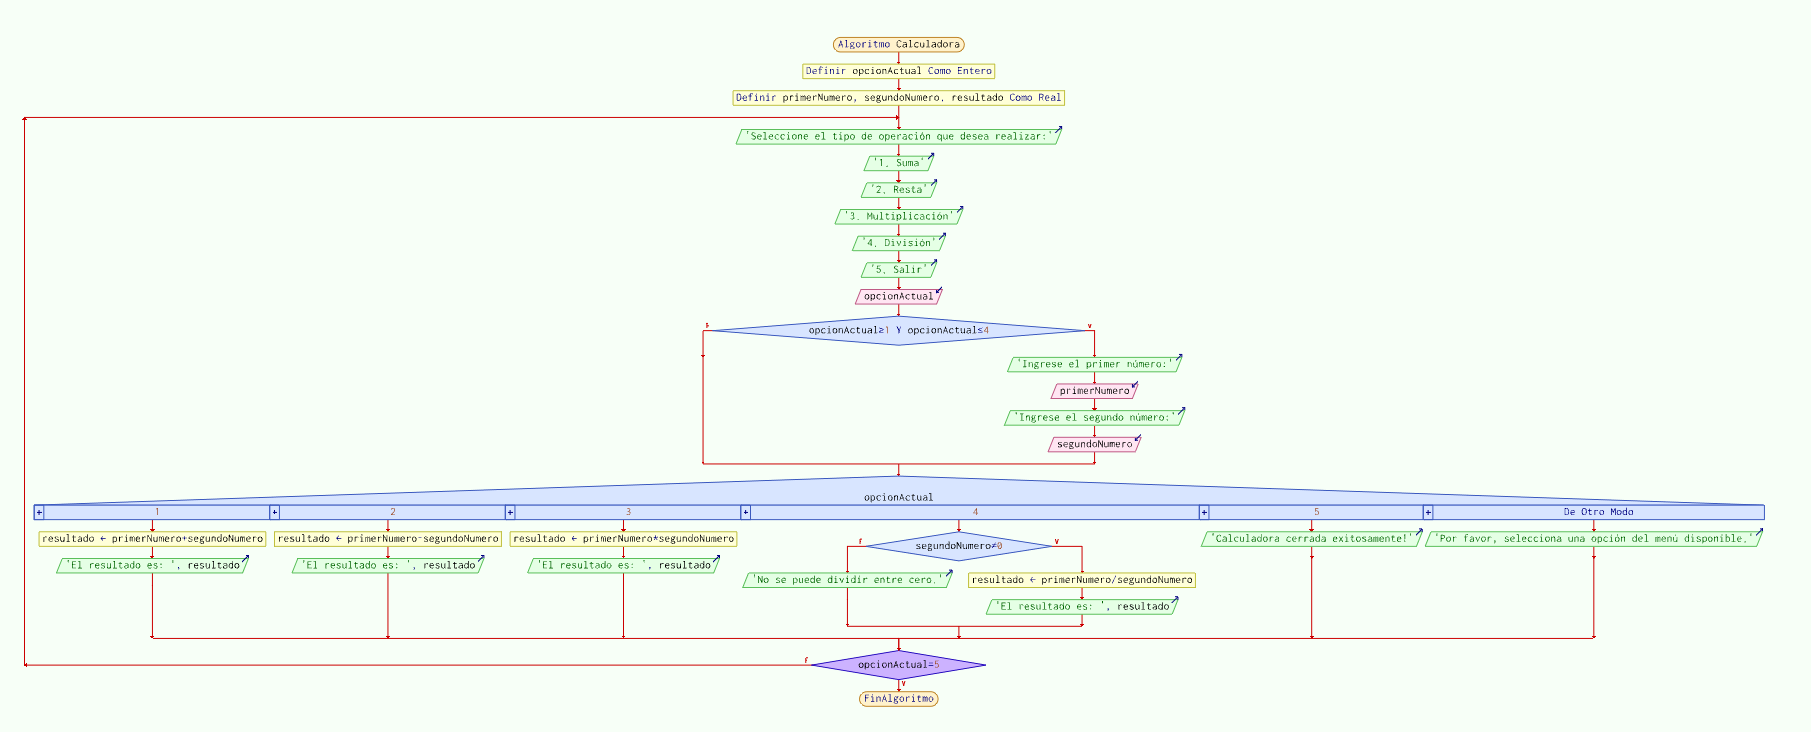 Algoritmo Calculadora
Definir opcionActual Como Entero
Definir primerNumero, segundoNumero, resultado Como Real
'Seleccione el tipo de operación que desea realizar:'
'1. Suma'
'2. Resta'
'3. Multiplicación'
'4. División'
'5. Salir'
opcionActual
F
opcionActual≥1 Y opcionActual≤4
V
'Ingrese el primer número:'
primerNumero
'Ingrese el segundo número:'
segundoNumero
opcionActual
+ 1 + 2 + 3 + 4 + 5 + De Otro Modo
resultado ← primerNumero+segundoNumero
'El resultado es: ', resultado
resultado ← primerNumero-segundoNumero
'El resultado es: ', resultado
resultado ← primerNumero*segundoNumero
'El resultado es: ', resultado
F
segundoNumero≠0
V
'No se puede dividir entre cero.'
resultado ← primerNumero/segundoNumero
'El resultado es: ', resultado
'Calculadora cerrada exitosamente!'
'Por favor, selecciona una opción del menú disponible.'
F
opcionActual=5
V
FinAlgoritmo